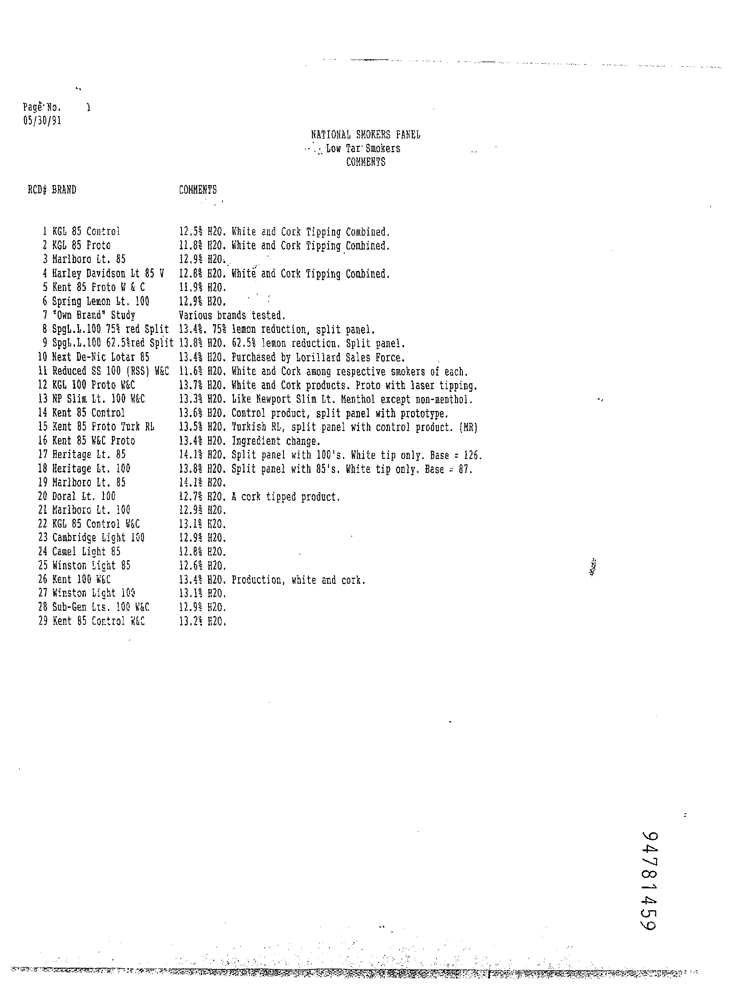 Page No. 1
05/30/91
NATIONAL SMOKERS PANEL
Low Tar Smokers
COMMENTS
RCD# BRAND COMMENTS
1 KGL 85 Control 12.5% H2O. White and Cork Tipping Combined.
2 KGL 85 Proto 11.8% H2O. White and Cork Tipping Combined.
3 Marlboro Lt. 85 12.9% H2O.
4 Harley Davidson Lt 85 W 12.8% H2O. White and Cork Tipping Combined.
5 Kent 85 Proto W & C 11.9% H2O.
6 Spring Lemon Lt. 100 12.9% H2O.
7 "Own Brand" Study Various brands tested.
8 SpgL.L.100 75% red Split 13.4%. 75% lemon reduction, split panel.
9 SpgL.L.100 62.5%red Split 13.8% H2O. 62.5% lemon reduction. Split panel.
10 Next De-Nic Lotar 85 13.4% H2O. Purchased by Lorillard Sales Force.
11 Reduced SS 100 (RSS) W&C 11.6% H2O. White and Cork among respective smokers of each.
12 KGL 100 Proto W&C 13.7% H2O. White and Cork products. Proto with laser tipping.
13 NP Slim Lt. 100 W&C 13.3% H2O. Like Newport Slim Lt. Menthol except non-menthol.
14 Kent 85 Control 13.6% H2O. Control product, split panel with prototype.
15 Kent 85 Proto Turk RL 13.5% H2O. Turkish RL, split panel with control product. (MR)
16 Kent 85 W&C Proto 13.4% H2O. Ingredient change.
17 Heritage Lt. 85 14.1% H2O. Split panel with 100's. White tip only. Base = 126.
18 Heritage Lt. 100 13.8% H2O. Split panel with 85's. White tip only. Base = 87.
19 Marlboro Lt. 85 14.1% H2O.
20 Doral Lt. 100 12.7% H2O. A cork tipped product.
21 Marlboro Lt. 100 12.9% H2O.
22 KGL 85 Control W&C 13.1% H2O.
23 Cambridge Light 100 12.9% H2O.
24 Camel Light 85 12.8% H2O.
25 Winston Light 85 12.6% H2O.
26 Kent 100 W&C 13.4% H2O. Production, white and cork.
27 Winston Light 100 13.1% H2O.
28 Sub-Gen Lts. 100 W&C 12.9% H2O.
29 Kent 85 Control W&C 13.2% H2O.
94781459